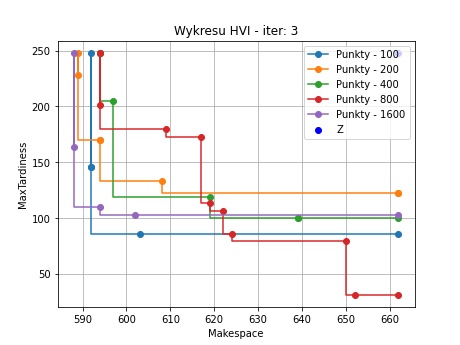 Wykresu HVI - iter: 3
250
200
150
100
50
MaxTardiness
590
600
610
620
630
640
650
660
Makespace
Punkty - 100
Punkty - 200
Punkty - 400
Punkty - 800
Punkty - 1600
Z